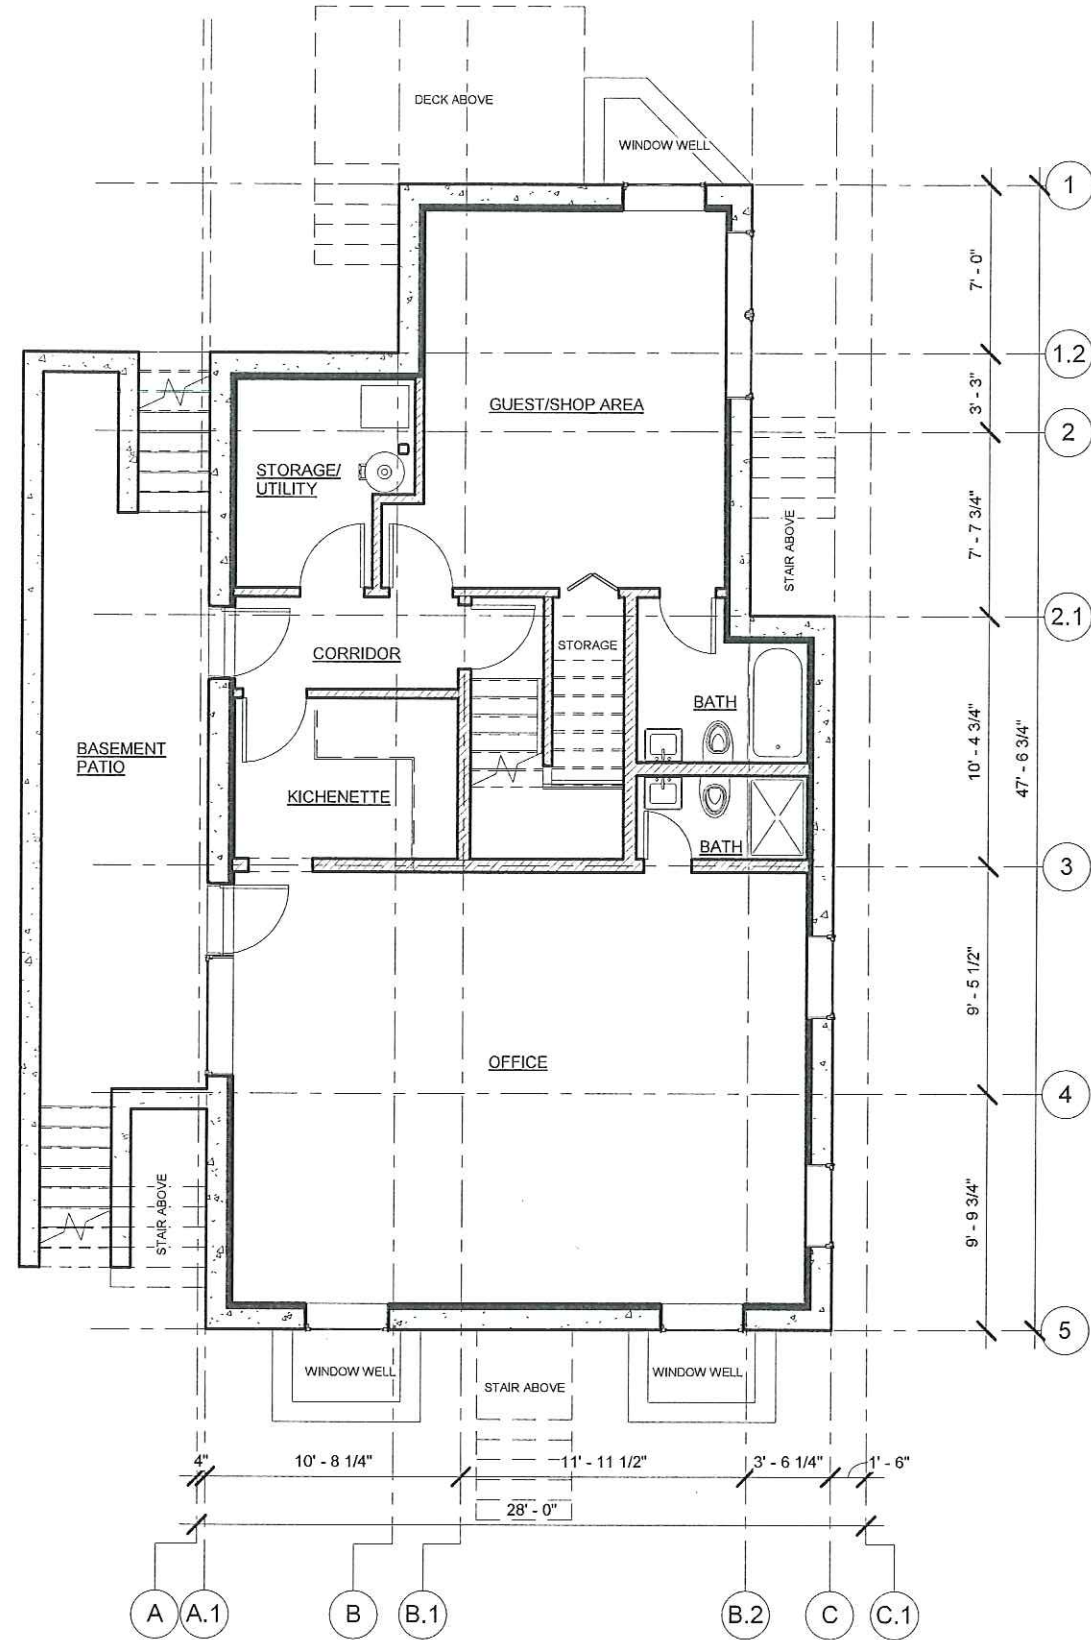 DECK ABOVE
WINDOW WELL
1
7' - 0"
1.2
3' - 3"
GUEST/SHOP AREA
2
STORAGE/
UTILITY
7' - 7 3/4"
STAIR ABOVE
2.1
STORAGE
CORRIDOR
BATH
BASEMENT
PATIO
10' - 4 3/4"
47' - 6 3/4"
KICHENETTE
BATH
3
9' - 5 1/2"
OFFICE
4
STAIR ABOVE
9' - 9 3/4"
5
WINDOW WELL
STAIR ABOVE
WINDOW WELL
4"
10' - 8 1/4"
11' - 11 1/2"
3' - 6 1/4"
1' - 6"
28' - 0"
A
A.1
B
B.1
B.2
C
C.1